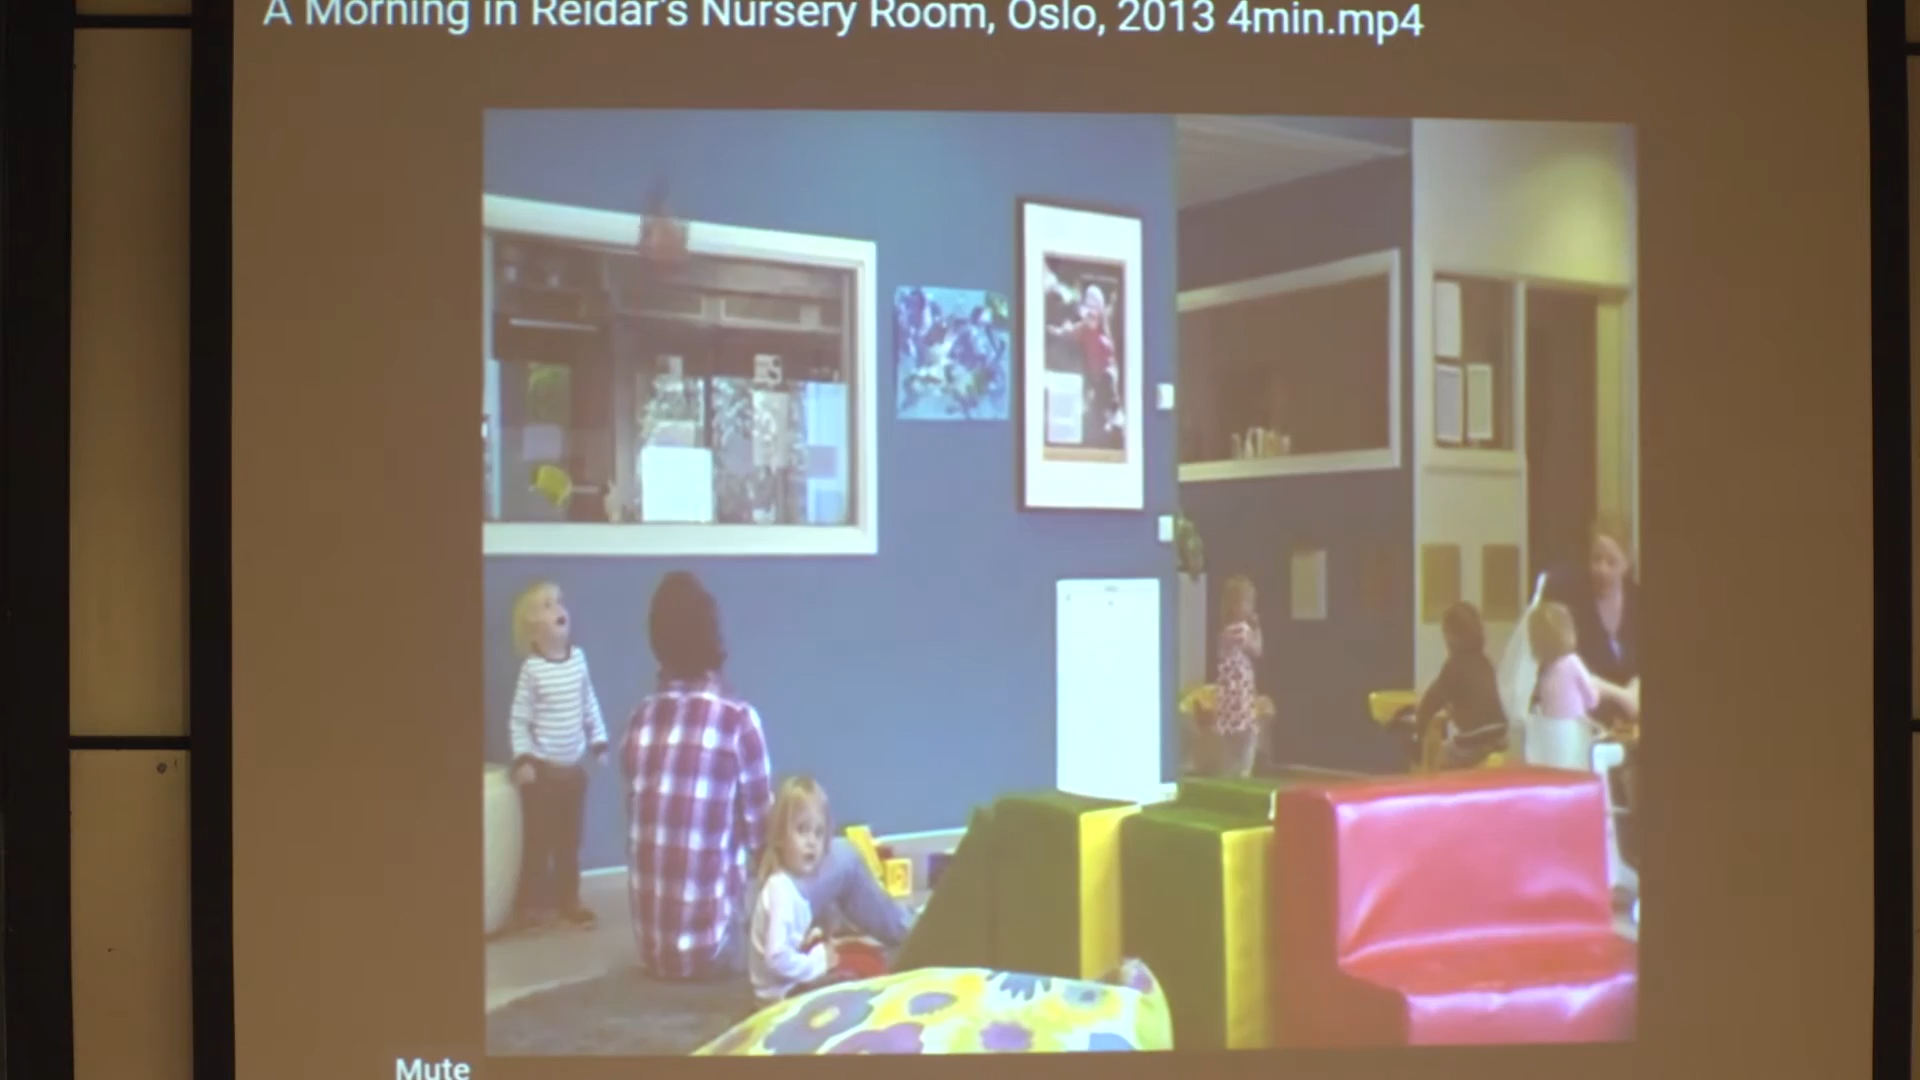 A Morning in Reidar's Nursery Room, Oslo, 2013 4min.mp4
Mute